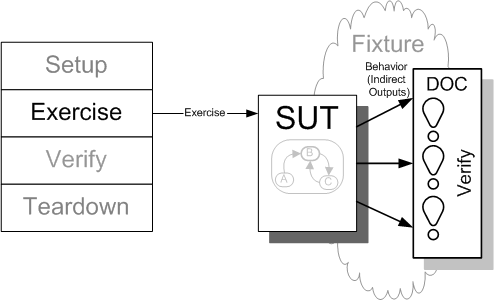 Setup
Exercise
Verify
Teardown
Exercise
SUT
A
B
C
Fixture
Behavior
(Indirect
Outputs)
DOC
Verify